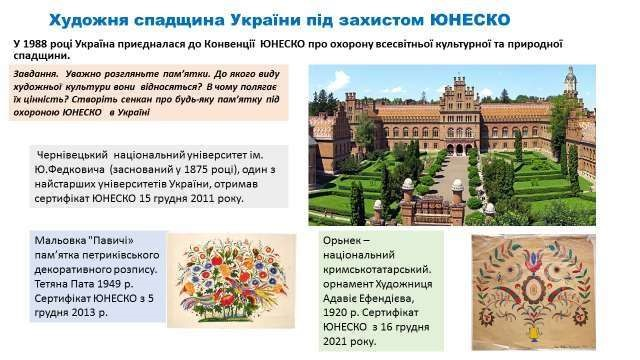 Художня спадщина України під захистом ЮНЕСКО
У 1988 році Україна приєдналася до Конвенції ЮНЕСКО про охорону всесвітньої культурної та природної
спадщини.
Завдання. Уважно розгляньте пам'ятки. До якого виду
художньої культури вони відносяться? В чому полягає
їх цінність? Створіть сенкан про будь-яку пам'ятку під
охороною ЮНЕСКО в Україні
Чернівецький національний університет ім.
Ю.Федковича (заснований у 1875 році), один з
найстарших університетів України, отримав
сертифікат ЮНЕСКО 15 грудня 2011 року.
Мальовка "Павичі»
пам'ятка петриківського
декоративного розпису.
Тетяна Пата 1949 р.
Сертифікат ЮНЕСКО з 5
грудня 2013 р.
Орьнек –
національний
кримськотатарський.
орнамент Художниця
Адавіє Ефендієва,
1920 р. Сертифікат
ЮНЕСКО з 16 грудня
2021 року.